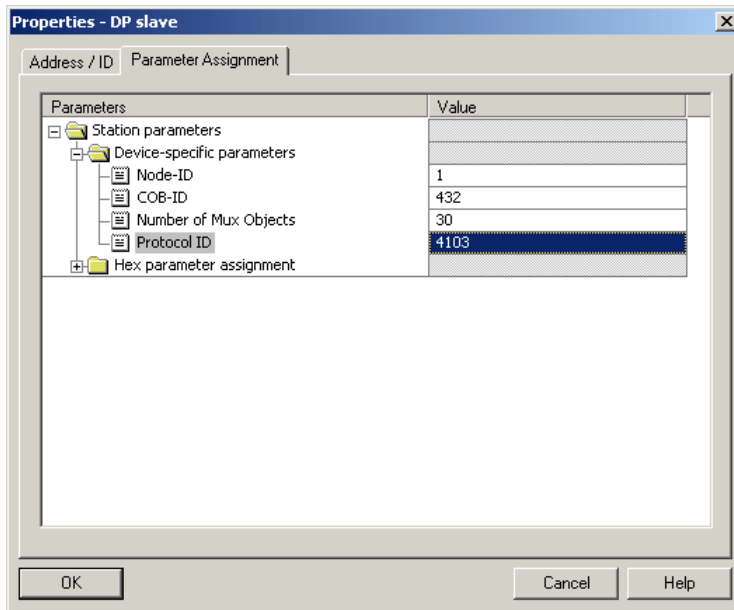 Properties - DP slave
Address / ID Parameter Assignment
Parameters Value
Station parameters
Device-specific parameters
Node-ID 1
COB-ID 432
Number of Mux Objects 30
Protocol ID 4103
Hex parameter assignment
OK Cancel Help